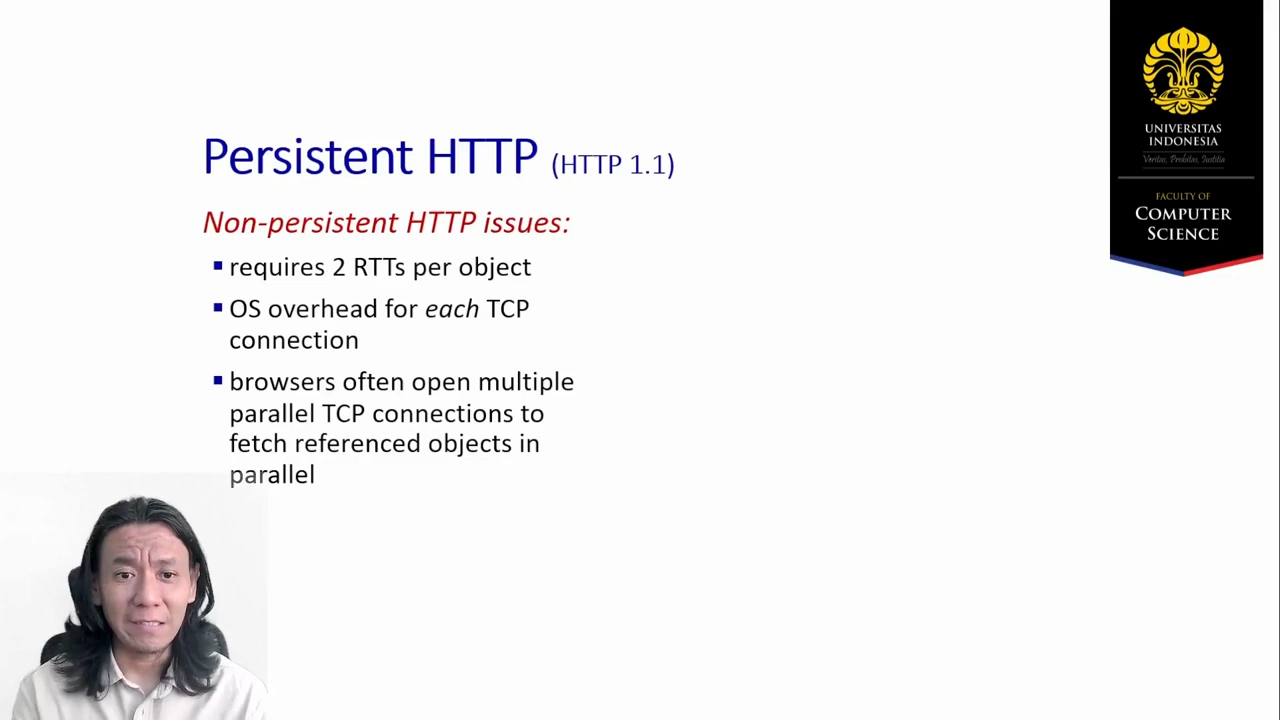 Persistent HTTP (HTTP 1.1)
Non-persistent HTTP issues:
requires 2 RTTs per object
OS overhead for each TCP
connection
browsers often open multiple
parallel TCP connections to
fetch referenced objects in
parallel
UNIVERSITAS
INDONESIA
Veritas, Probitas, Iustitia
FACULTY OF
COMPUTER
SCIENCE